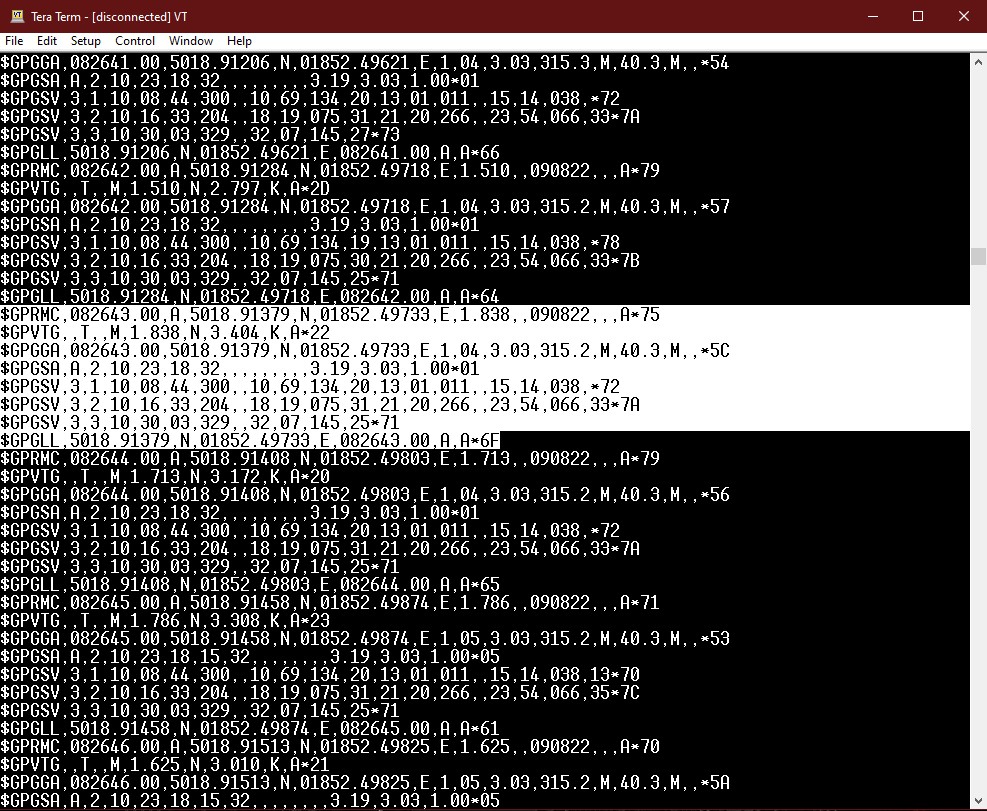 Tera Term - [disconnected] VT
File Edit Setup Control Window Help
$GPGGA,082641.00,5018.91206,N,01852.49621,E,1,04,3.03,315.3,M,40.3,M,,*54
$GPGSA,A,2,10,23,18,32,,,,,,,,,3.19,3.03,1.00*01
$GPGSV,3,1,10,08,44,300,,10,69,134,20,13,01,011,,15,14,038,*72
$GPGSV,3,2,10,16,33,204,,18,19,075,31,21,20,266,,23,54,066,33*7A
$GPGSV,3,3,10,30,03,329,,32,07,145,27*73
$GPGLL,5018.91206,N,01852.49621,E,082641.00,A,A*66
$GPRMC,082642.00,A,5018.91284,N,01852.49718,E,1.510,,090822,,,A*79
$GPVTG,,T,,M,1.510,N,2.797,K,A*2D
$GPGGA,082642.00,5018.91284,N,01852.49718,E,1,04,3.03,315.2,M,40.3,M,,*57
$GPGSA,A,2,10,23,18,32,,,,,,,,,3.19,3.03,1.00*01
$GPGSV,3,1,10,08,44,300,,10,69,134,19,13,01,011,,15,14,038,*78
$GPGSV,3,2,10,16,33,204,,18,19,075,30,21,20,266,,23,54,066,33*7B
$GPGSV,3,3,10,30,03,329,,32,07,145,25*71
$GPGLL,5018.91284,N,01852.49718,E,082642.00,A,A*64
$GPRMC,082643.00,A,5018.91379,N,01852.49733,E,1.838,,090822,,,A*75
$GPVTG,,T,,M,1.838,N,3.404,K,A*22
$GPGGA,082643.00,5018.91379,N,01852.49733,E,1,04,3.03,315.2,M,40.3,M,,*5C
$GPGSA,A,2,10,23,18,32,,,,,,,,,3.19,3.03,1.00*01
$GPGSV,3,1,10,08,44,300,,10,69,134,20,13,01,011,,15,14,038,*72
$GPGSV,3,2,10,16,33,204,,18,19,075,31,21,20,266,,23,54,066,33*7A
$GPGSV,3,3,10,30,03,329,,32,07,145,25*71
$GPGLL,5018.91379,N,01852.49733,E,082643.00,A,A*6F
$GPRMC,082644.00,A,5018.91408,N,01852.49803,E,1.713,,090822,,,A*79
$GPVTG,,T,,M,1.713,N,3.172,K,A*20
$GPGGA,082644.00,5018.91408,N,01852.49803,E,1,04,3.03,315.2,M,40.3,M,,*56
$GPGSA,A,2,10,23,18,32,,,,,,,,,3.19,3.03,1.00*01
$GPGSV,3,1,10,08,44,300,,10,69,134,20,13,01,011,,15,14,038,*72
$GPGSV,3,2,10,16,33,204,,18,19,075,31,21,20,266,,23,54,066,33*7A
$GPGSV,3,3,10,30,03,329,,32,07,145,25*71
$GPGLL,5018.91408,N,01852.49803,E,082644.00,A,A*65
$GPRMC,082645.00,A,5018.91458,N,01852.49874,E,1.786,,090822,,,A*71
$GPVTG,,T,,M,1.786,N,3.308,K,A*23
$GPGGA,082645.00,5018.91458,N,01852.49874,E,1,05,3.03,315.2,M,40.3,M,,*53
$GPGSA,A,2,10,23,18,15,32,,,,,,,,3.19,3.03,1.00*05
$GPGSV,3,1,10,08,44,300,,10,69,134,20,13,01,011,,15,14,038,13*70
$GPGSV,3,2,10,16,33,204,,18,19,075,31,21,20,266,,23,54,066,35*7C
$GPGSV,3,3,10,30,03,329,,32,07,145,25*71
$GPGLL,5018.91458,N,01852.49874,E,082645.00,A,A*61
$GPRMC,082646.00,A,5018.91513,N,01852.49825,E,1.625,,090822,,,A*70
$GPVTG,,T,,M,1.625,N,3.010,K,A*21
$GPGGA,082646.00,5018.91513,N,01852.49825,E,1,05,3.03,315.2,M,40.3,M,,*5A
$GPGSA,A,2,10,23,18,15,32,,,,,,,,3.19,3.03,1.00*05